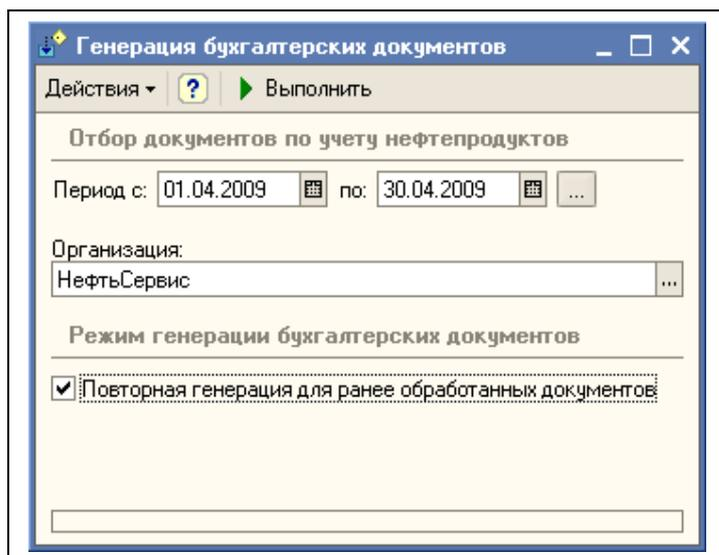 Генерация бухгалтерских документов
Действия ? Выполнить
Отбор документов по учету нефтепродуктов
Период с: 01.04.2009 по: 30.04.2009 ...
Организация:
НефтьСервис ...
Режим генерации бухгалтерских документов
Повторная генерация для ранее обработанных документов